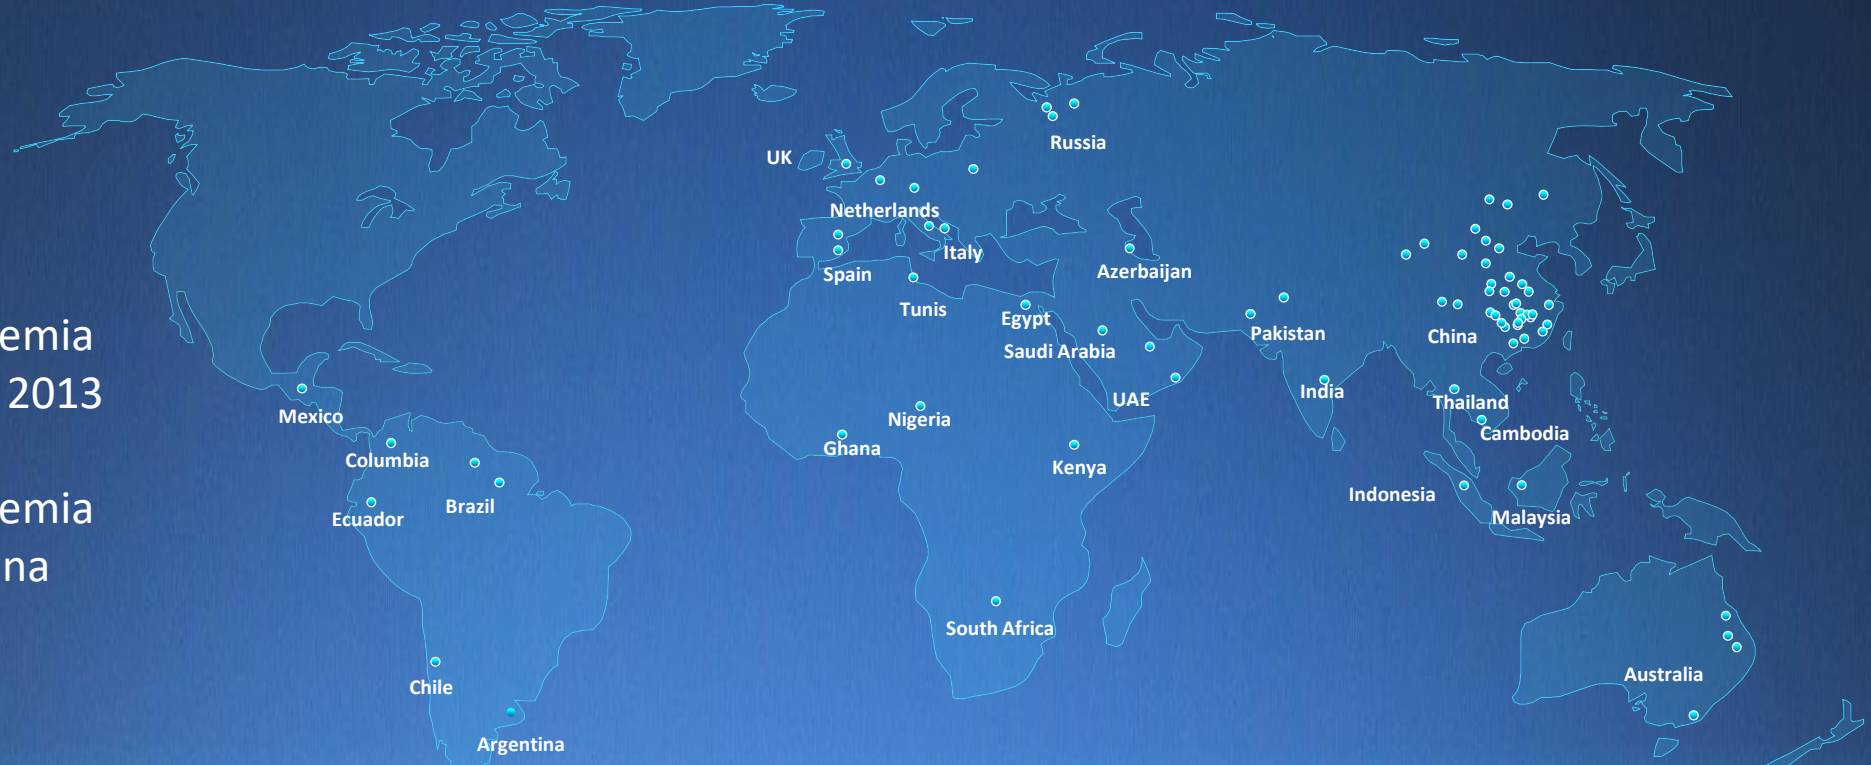 emia
2013
emia
na
UK
Russia
Netherlands
Italy
Spain
Azerbaijan
Tunis
Egypt
Pakistan
China
Saudi Arabia
UAE
India
Thailand
Mexico
Nigeria
Cambodia
Ghana
Columbia
Kenya
Brazil
Indonesia
Ecuador
Malaysia
South Africa
Australia
Chile
Argentina